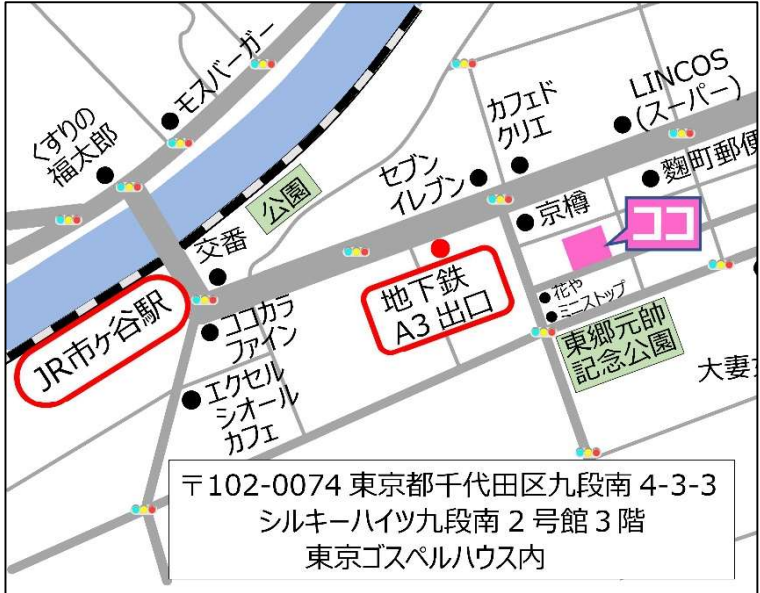 モスバーガー
くすりの
福太郎
公園
交番
JR市ヶ谷駅
ココカラ
ファイン
エクセル
シオール
カフェ
セブン
イレブン
カフェド
クリエ
LINCOS
(スーパー)
麴町郵便
京樽
ココ
地下鉄
A3 出口
花や
ミニストップ
東郷元帥
記念公園
大妻
〒102-0074 東京都千代田区九段南 4-3-3
シルキーハイツ九段南 2 号館 3 階
東京ゴスペルハウス内